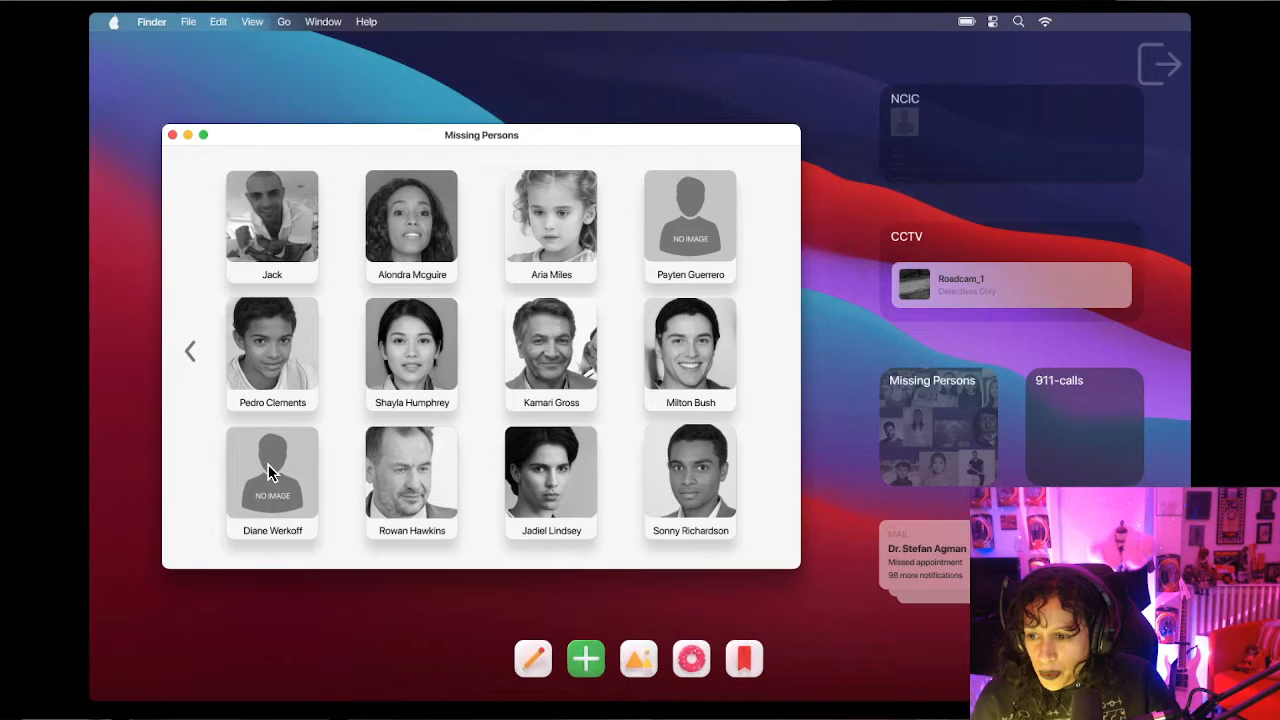 Finder File Edit View Go Window Help
Missing Persons
Jack
Alondra Mcguire
Aria Miles
NO IMAGE
Payten Guerrero
Pedro Clements
Shayla Humphrey
Kamari Gross
Milton Bush
NO IMAGE
Diane Werkoff
Rowan Hawkins
Jadiel Lindsey
Sonny Richardson
NCIC
CCTV
Roadcam_1
Detectives Only
Missing Persons
911-calls
MAIL
Dr. Stefan Agman
Missed appointment
98 more notifications